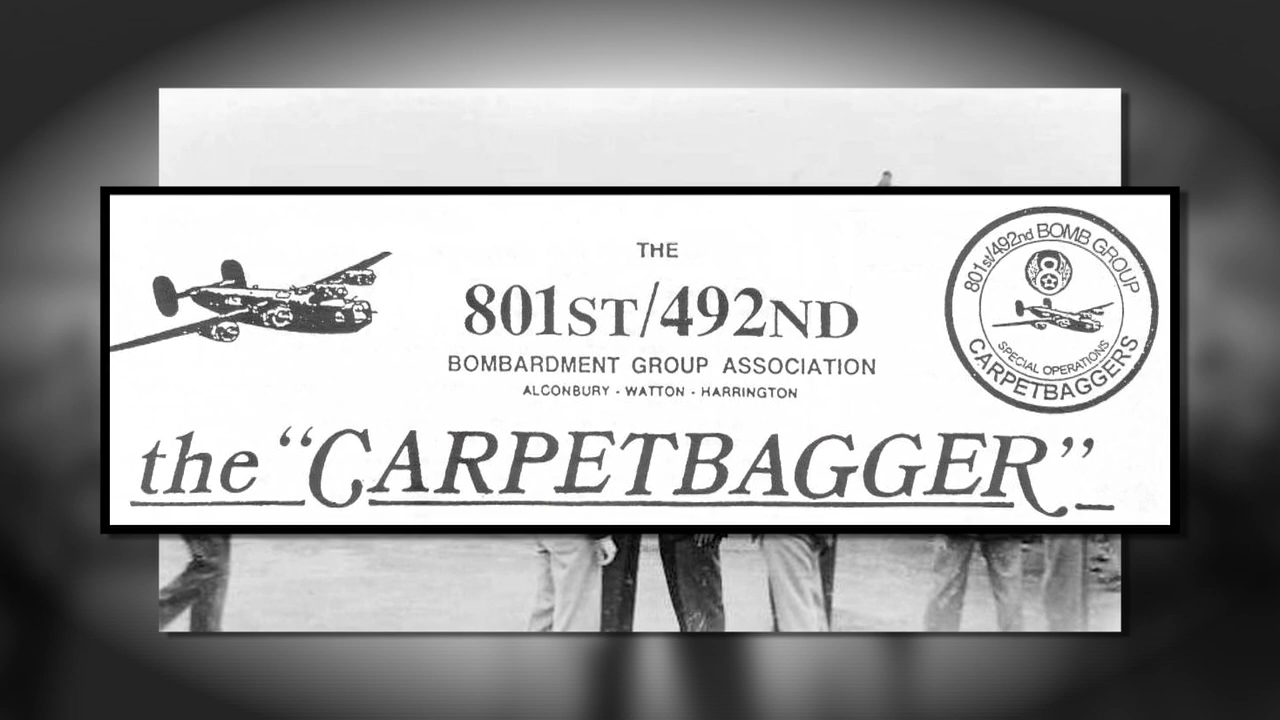 THE
801ST/492ND
BOMBARDMENT GROUP ASSOCIATION
ALCONBURY - WATTON - HARRINGTON
the "CARPETBAGGER"
801st/492nd BOMB GROUP
8
SPECIAL OPERATIONS
CARPETBAGGERS